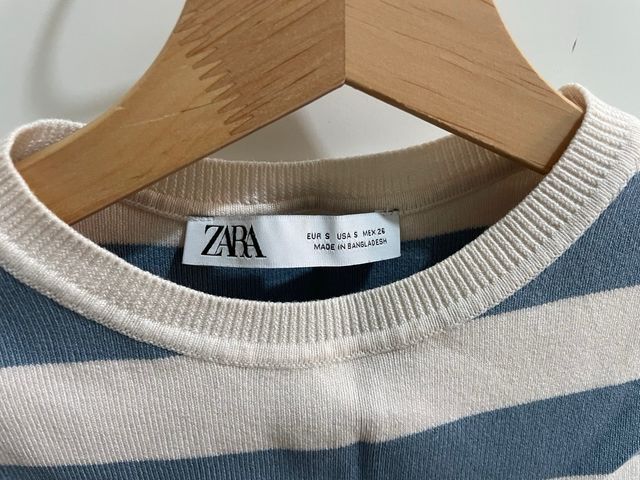 ZARA
EUR S USA S MEX 26
MADE IN BANGLADESH